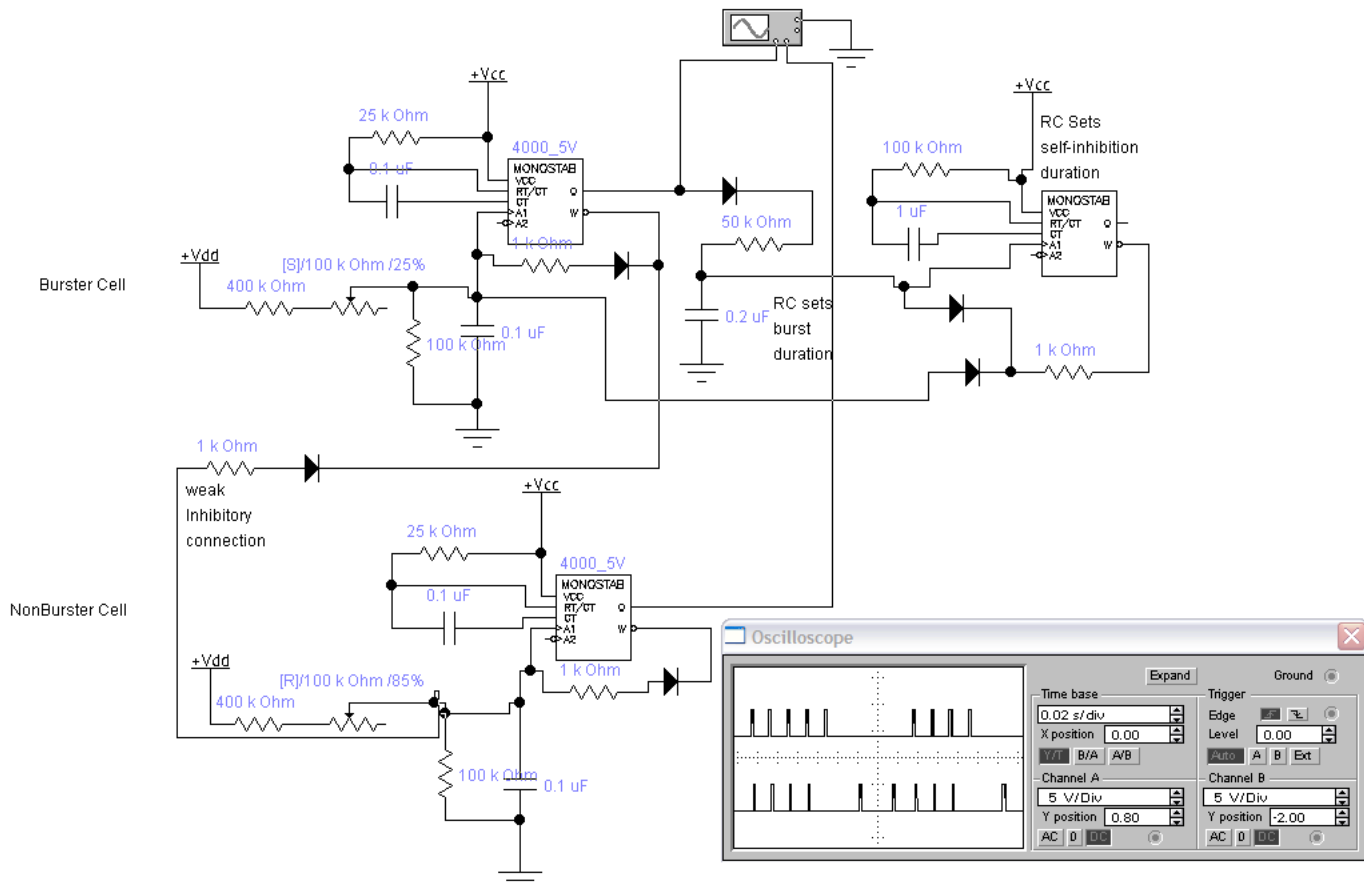 +Vcc
25 k Ohm
0.1 uF
4000_5V
MONOSTAB
VCC
RT/CT
CT
A1
A2
Q
W
1 k Ohm
+Vcc
RC Sets
self-inhibition
duration
100 k Ohm
1 uF
MONOSTAB
VCC
RT/CT
CT
A1
A2
Q
W
50 k Ohm
0.2 uF
RC sets
burst
duration
1 k Ohm
Burster Cell
+Vdd
[S]/100 k Ohm /25%
400 k Ohm
100 k Ohm
0.1 uF
1 k Ohm
weak
Inhibitory
connection
+Vcc
25 k Ohm
0.1 uF
4000_5V
MONOSTAB
VCC
RT/CT
CT
A1
A2
Q
W
1 k Ohm
NonBurster Cell
+Vdd
[R]/100 k Ohm /85%
400 k Ohm
100 k Ohm
0.1 uF
Oscilloscope
Expand
Ground
Time base
0.02 s/div
X position 0.00
Y/T B/A A/B
Trigger
Edge
Level 0.00
Auto A B Ext
Channel A
5 V/Div
Y position 0.80
AC 0 DC
Channel B
5 V/Div
Y position -2.00
AC 0 DC